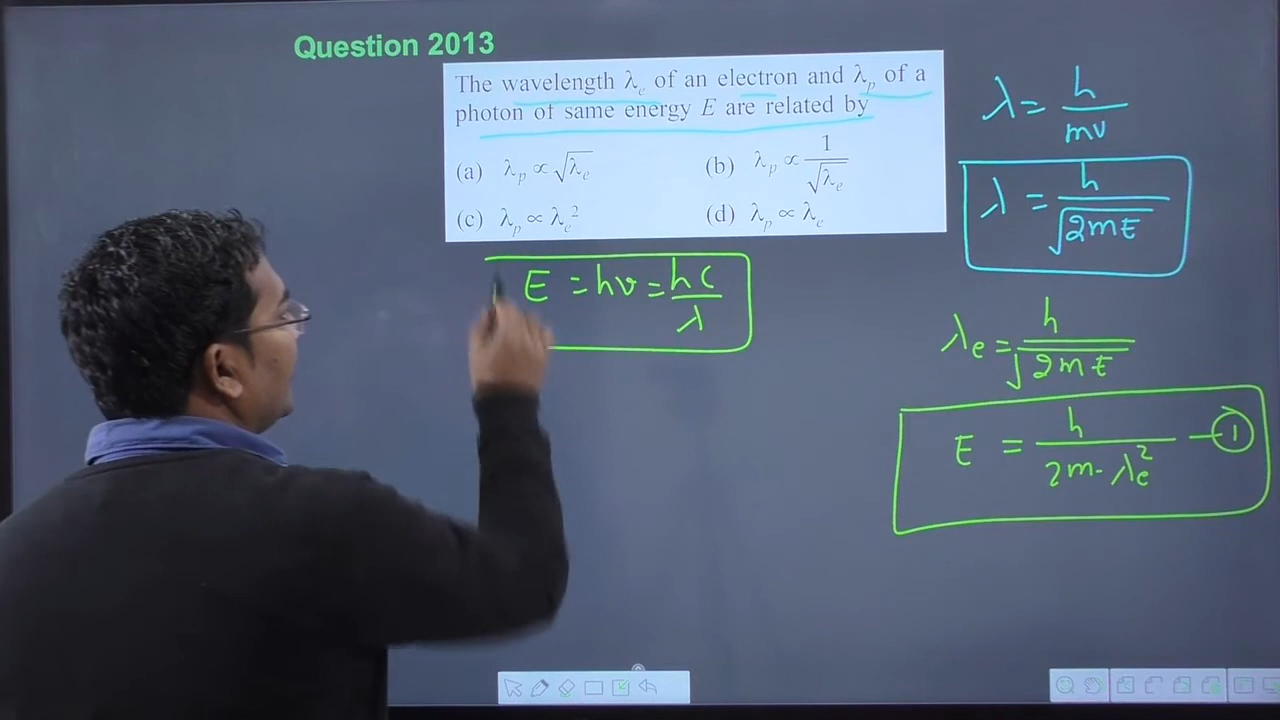 Question 2013
The wavelength λₑ of an electron and λₚ of a
photon of same energy E are related by
(a) λₚ ∝ √λₑ
(b) λₚ ∝ 1/√λₑ
(c) λₚ ∝ λₑ²
(d) λₚ ∝ λₑ
E = hν = hc/λ
λ = h/mv
λ = h/√2mE
λₑ = h/√2mE
E = h/2m·λₑ² — ①